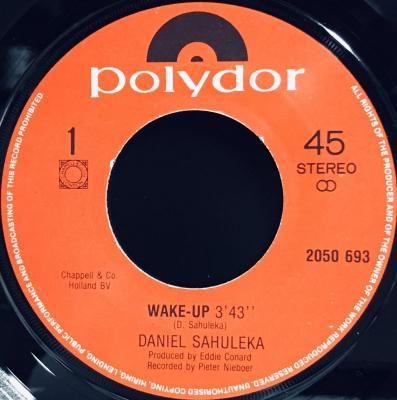 polydor
1
45
STEREO
2050 693
Chappell & Co.
Holland BV
WAKE-UP 3'43''
(D. Sahuleka)
DANIEL SAHULEKA
Produced by Eddie Conard
Recorded by Pieter Nieboer
ALL RIGHTS OF THE PRODUCER AND OF THE OWNER OF THE WORK REPRODUCED RESERVED. UNAUTHORISED COPYING, HIRING, LENDING, PUBLIC PERFORMANCE AND BROADCASTING OF THIS RECORD PROHIBITED